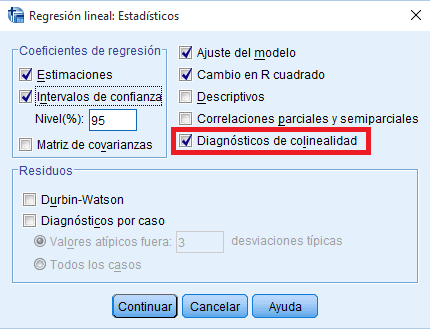 Regresión lineal: Estadísticos
Coeficientes de regresión
Estimaciones
Intervalos de confianza
Nivel(%): 95
Matriz de covarianzas
Ajuste del modelo
Cambio en R cuadrado
Descriptivos
Correlaciones parciales y semiparciales
Diagnósticos de colinealidad
Residuos
Durbin-Watson
Diagnósticos por caso
Valores atípicos fuera: 3 desviaciones típicas
Todos los casos
Continuar Cancelar Ayuda